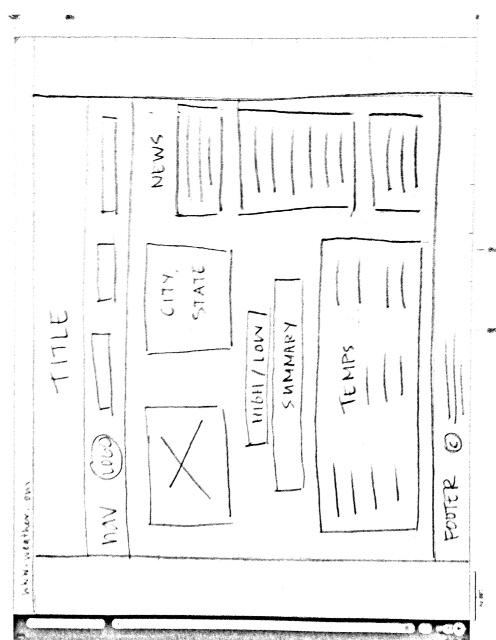 www.weather.com
TITLE
nav LOGO
CITY,
STATE
NEWS
HIGH / LOW
SUMMARY
TEMPS
FOOTER ©